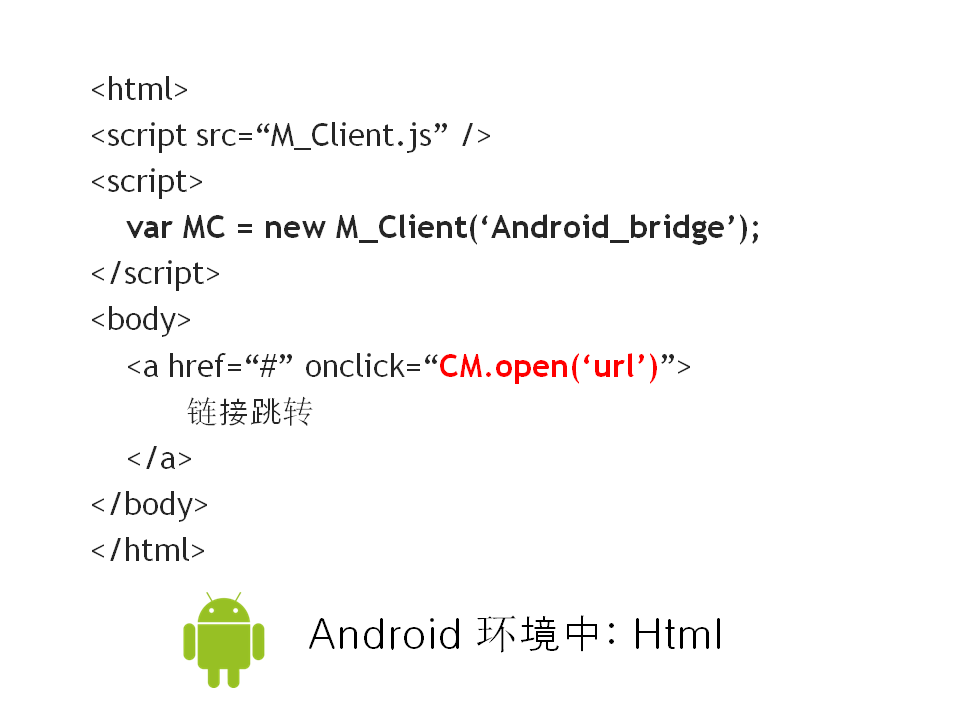 <html>
<script src=“M_Client.js” />
<script>
var MC = new M_Client(‘Android_bridge’);
</script>
<body>
<a href=“#” onclick=“CM.open(‘url’)”>
链接跳转
</a>
</body>
</html>
Android 环境中: Html